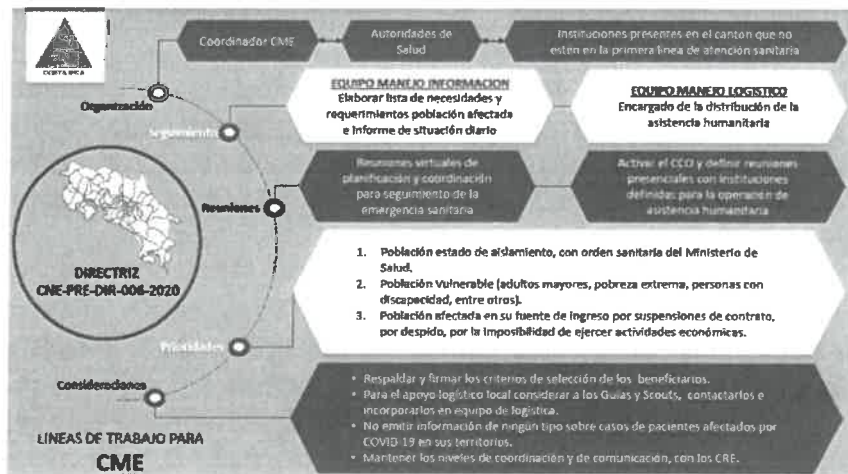 COSTA RICA
Coordinador CME
Autoridades de
Salud
Instituciones presentes en el canton que no
estén en la primera línea de atención sanitaria
Organización
EQUIPO MANEJO INFORMACION
Elaborar lista de necesidades y
requerimientos población afectada
e informe de situación diario
EQUIPO MANEJO LOGISTICO
Encargado de la distribución de la
asistencia humanitaria
Seguimiento
Reuniones virtuales de
planificación y coordinación
para seguimiento de la
emergencia sanitaria
Activar el CCO y definir reuniones
presenciales con instituciones
definidas para la operación de
asistencia humanitaria
Reuniones
DIRECTRIZ
CNE-PRE-DIR-006-2020
1. Población estado de aislamiento, con orden sanitaria del Ministerio de
Salud.
2. Población Vulnerable (adultos mayores, pobreza extrema, personas con
discapacidad, entre otros).
3. Población afectada en su fuente de ingreso por suspensiones de contrato,
por despido, por la imposibilidad de ejercer actividades económicas.
Prioridades
Consideraciones
• Respaldar y firmar los criterios de selección de los beneficiarios.
• Para el apoyo logístico local considerar a los Guías y Scouts, contactarlos e
incorporarlos en equipo de logística.
• No emitir información de ningún tipo sobre casos de pacientes afectados por
COVID-19 en sus territorios.
• Mantener los niveles de coordinación y de comunicación, con los CRE.
LINEAS DE TRABAJO PARA
CME